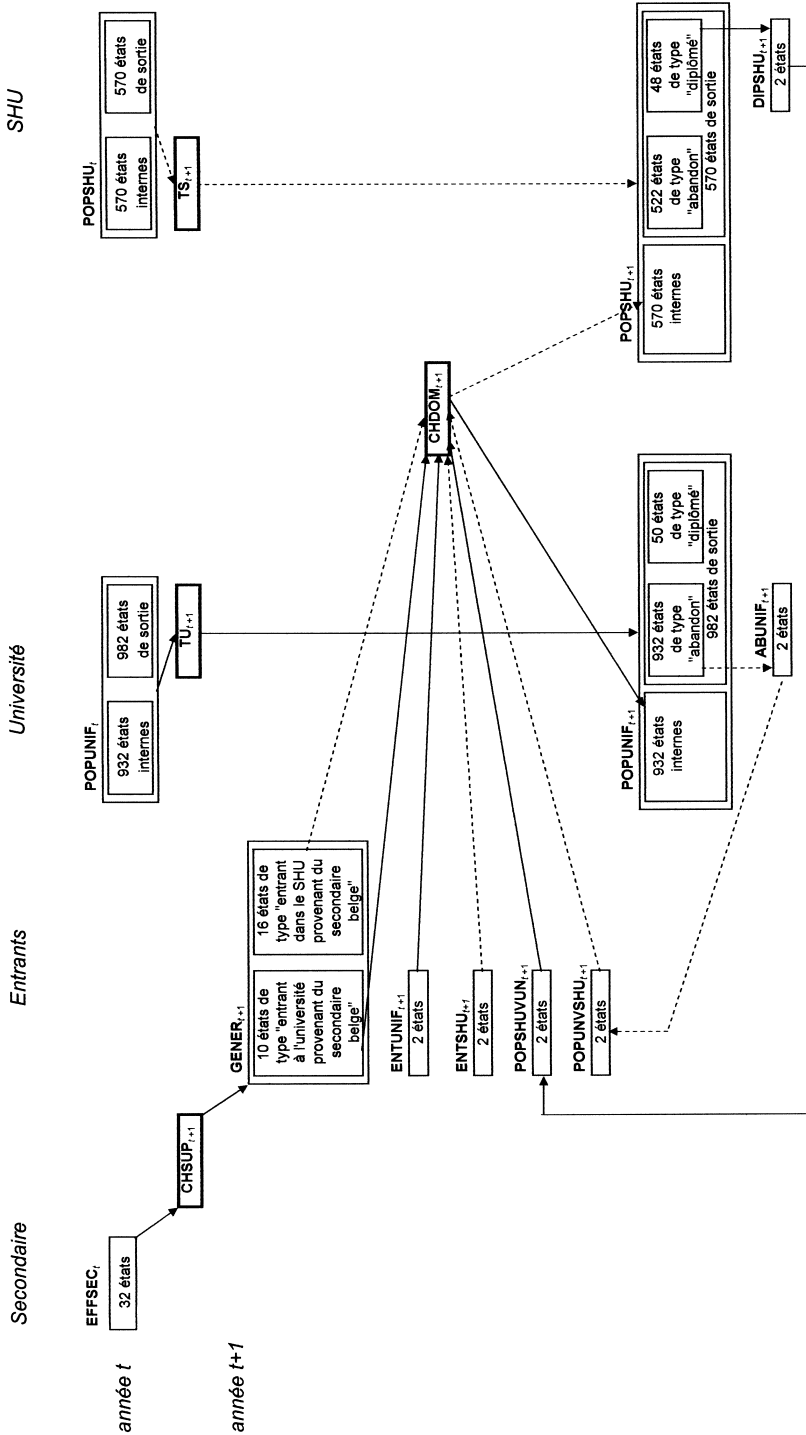 Secondaire
Entrants
Université
SHU
année t
EFFSECt
32 états
POPUNIFt
932 états
internes
982 états
de sortie
POPSHUt
570 états
internes
570 états
de sortie
CHSUPt+1
TUt+1
TSt+1
année t+1
GENERt+1
10 états de
type "entrant
à l'université
provenant du
secondaire
belge"
16 états de
type "entrant
dans le SHU
provenant du
secondaire
belge"
ENTUNIFt+1
2 états
CHDOMt+1
ENTSHUt+1
2 états
POPSHUVUNt+1
2 états
POPUNVSHUt+1
2 états
POPUNIFt+1
932 états
internes
932 états
de type
"abandon"
50 états
de type
"diplômé"
982 états de sortie
POPSHUt+1
570 états
internes
522 états
de type
"abandon"
48 états
de type
"diplômé"
570 états de sortie
ABUNIFt+1
2 états
DIPSHUt+1
2 états